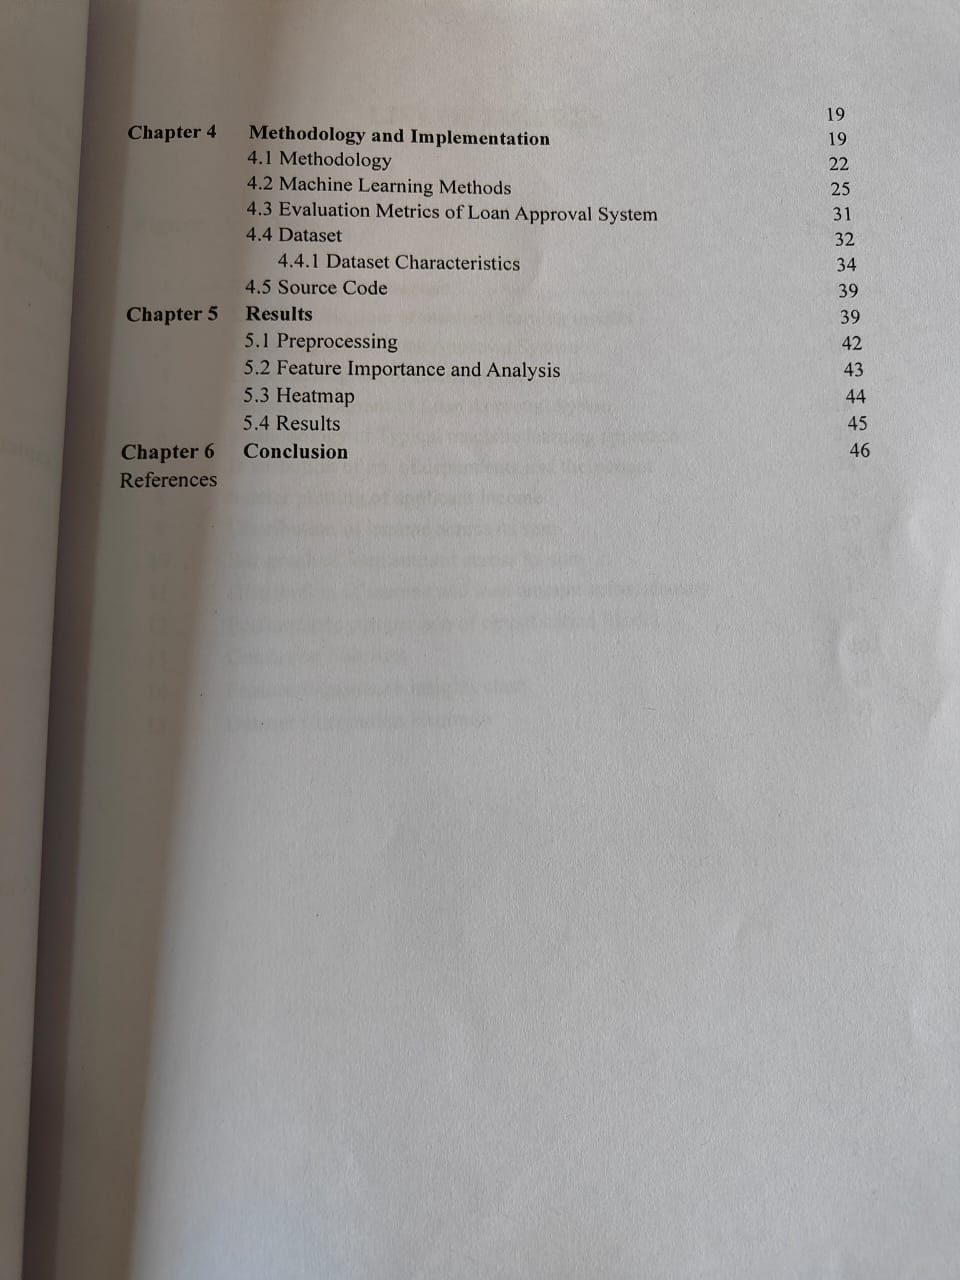 Chapter 4 Methodology and Implementation 19
4.1 Methodology 19
4.2 Machine Learning Methods 22
4.3 Evaluation Metrics of Loan Approval System 25
4.4 Dataset 31
4.4.1 Dataset Characteristics 32
4.5 Source Code 34
Chapter 5 Results 39
5.1 Preprocessing 39
5.2 Feature Importance and Analysis 42
5.3 Heatmap 43
5.4 Results 44
Chapter 6 Conclusion 45
References 46